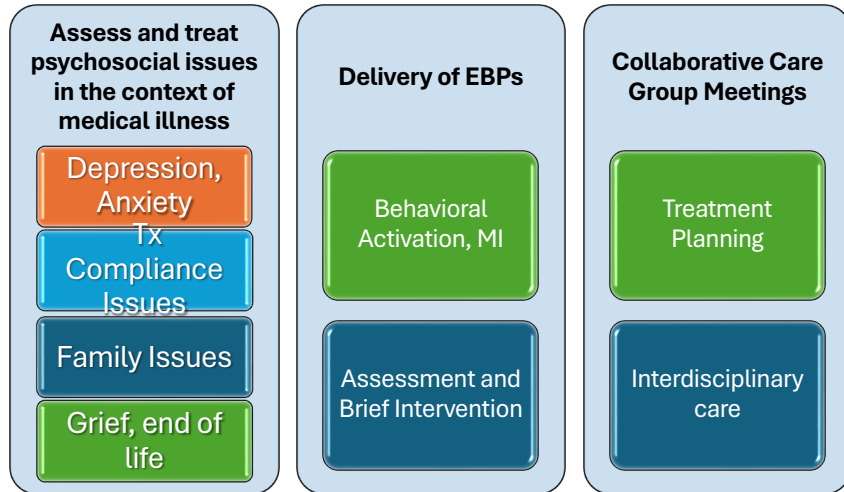 Assess and treat
psychosocial issues
in the context of
medical illness
Depression,
Anxiety
Tx
Compliance
Issues
Family Issues
Grief, end of
life
Delivery of EBPs
Behavioral
Activation, MI
Assessment and
Brief Intervention
Collaborative Care
Group Meetings
Treatment
Planning
Interdisciplinary
care